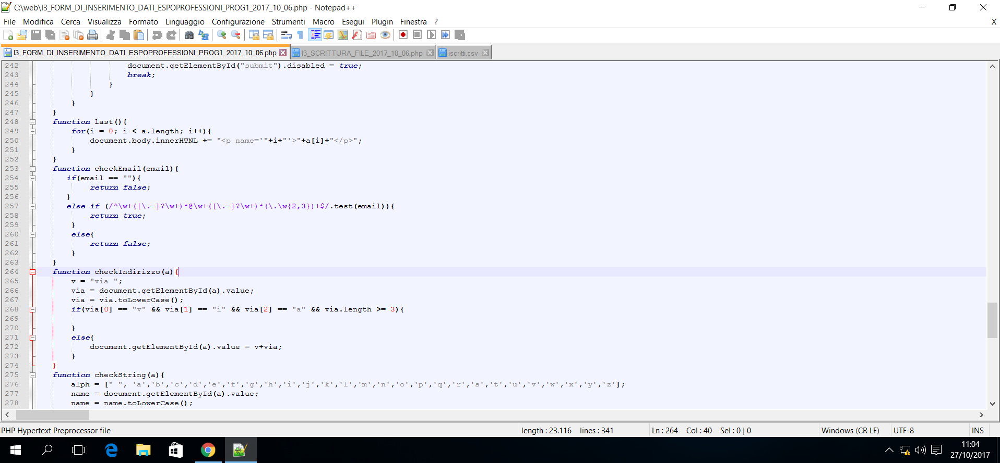 C:\web\I3_FORM_DI_INSERIMENTO_DATI_ESPOPROFESSIONI_PROG1_2017_10_06.php - Notepad++
File Modifica Cerca Visualizza Formato Linguaggio Configurazione Strumenti Macro Esegui Plugin Finestra ? X
I3_FORM_DI_INSERIMENTO_DATI_ESPOPROFESSIONI_PROG1_2017_10_06.php I3_SCRITTURA_FILE_2017_10_06.php iscritti.csv
242 document.getElementById("submit").disabled = true;
243 break;
244 }
245 }
246 }
247 }
248 function last(){
249 for(i = 0; i < a.length; i++){
250 document.body.innerHTNL += "<p name='"+i+"'>"+a[i]+"</p>";
251 }
252 }
253 function checkEmail(email){
254 if(email == ""){
255 return false;
256 }
257 else if (/^\w+([\.-]?\w+)*@\w+([\.-]?\w+)*(\.\w{2,3})+$/.test(email)){
258 return true;
259 }
260 else{
261 return false;
262 }
263 }
264 function checkIndirizzo(a){
265 v = "via ";
266 via = document.getElementById(a).value;
267 via = via.toLowerCase();
268 if(via[0] == "v" && via[1] == "i" && via[2] == "a" && via.length >= 3){
269
270 }
271 else{
272 document.getElementById(a).value = v+via;
273 }
274 }
275 function checkString(a){
276 alph = [" ", 'a','b','c','d','e','f','g','h','i','j','k','l','m','n','o','p','q','r','s','t','u','v','w','x','y','z'];
277 name = document.getElementById(a).value;
278 name = name.toLowerCase();
PHP Hypertext Preprocessor file length : 23.116 lines : 341 Ln : 264 Col : 40 Sel : 0 | 0 Windows (CR LF) UTF-8 INS
11:04
27/10/2017